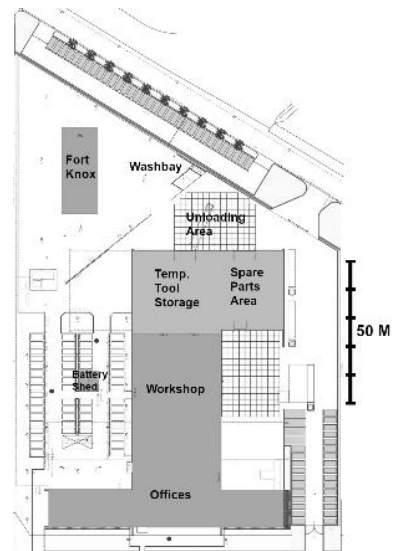 Fort
Knox
Washbay
Unloading
Area
Temp.
Tool
Storage
Spare
Parts
Area
50 M
Battery
Shed
Workshop
Offices